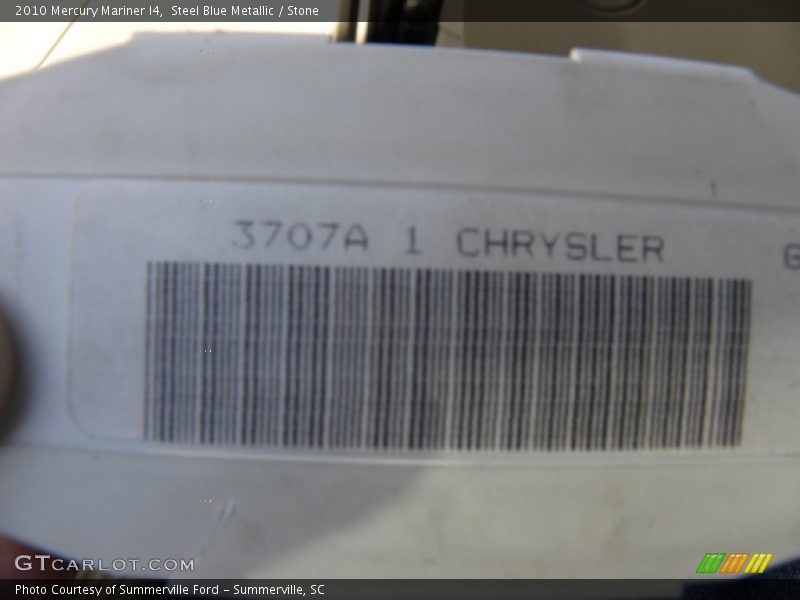 2010 Mercury Mariner I4, Steel Blue Metallic / Stone
3707A 1 CHRYSLER G
GTCARLOT.COM
Photo Courtesy of Summerville Ford - Summerville, SC